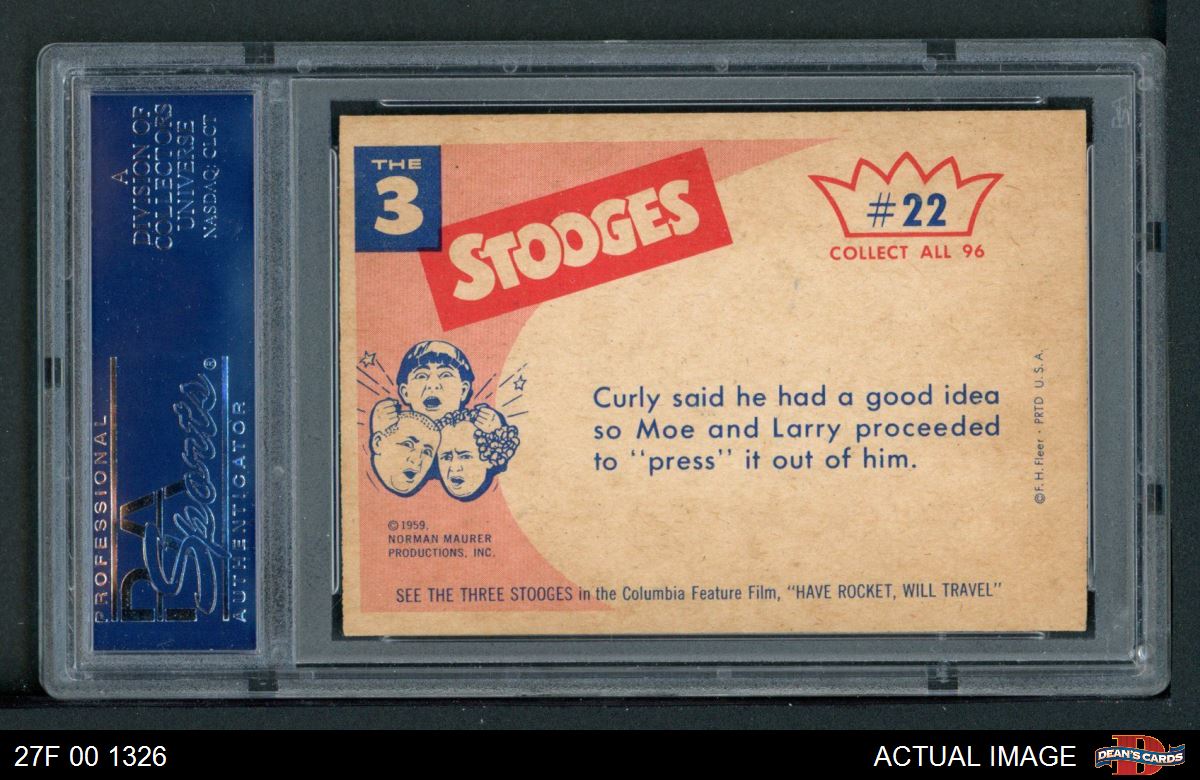 A
DIVISION OF
COLLECTORS
UNIVERSE
NASDAQ: CLCT
PROFESSIONAL
PSA
Sports®
AUTHENTICATOR
THE
3
STOOGES
#22
COLLECT ALL 96
Curly said he had a good idea
so Moe and Larry proceeded
to "press" it out of him.
©F.H.Fleer · PRTD U.S.A.
©1959,
NORMAN MAURER
PRODUCTIONS, INC.
SEE THE THREE STOOGES in the Columbia Feature Film, "HAVE ROCKET, WILL TRAVEL"
27F 00 1326
ACTUAL IMAGE
D
DEAN'S CARDS